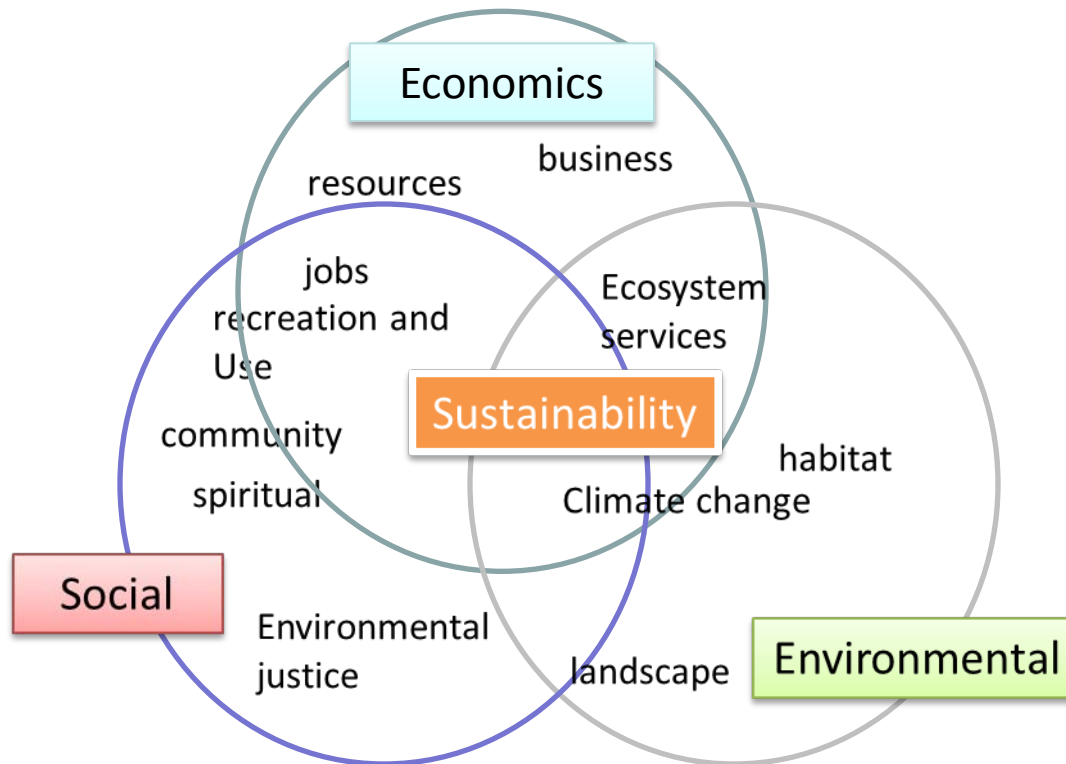 Economics
business
resources
jobs
recreation and
Use
Ecosystem
services
Sustainability
community
spiritual
habitat
Climate change
Social
Environmental
justice
landscape
Environmental